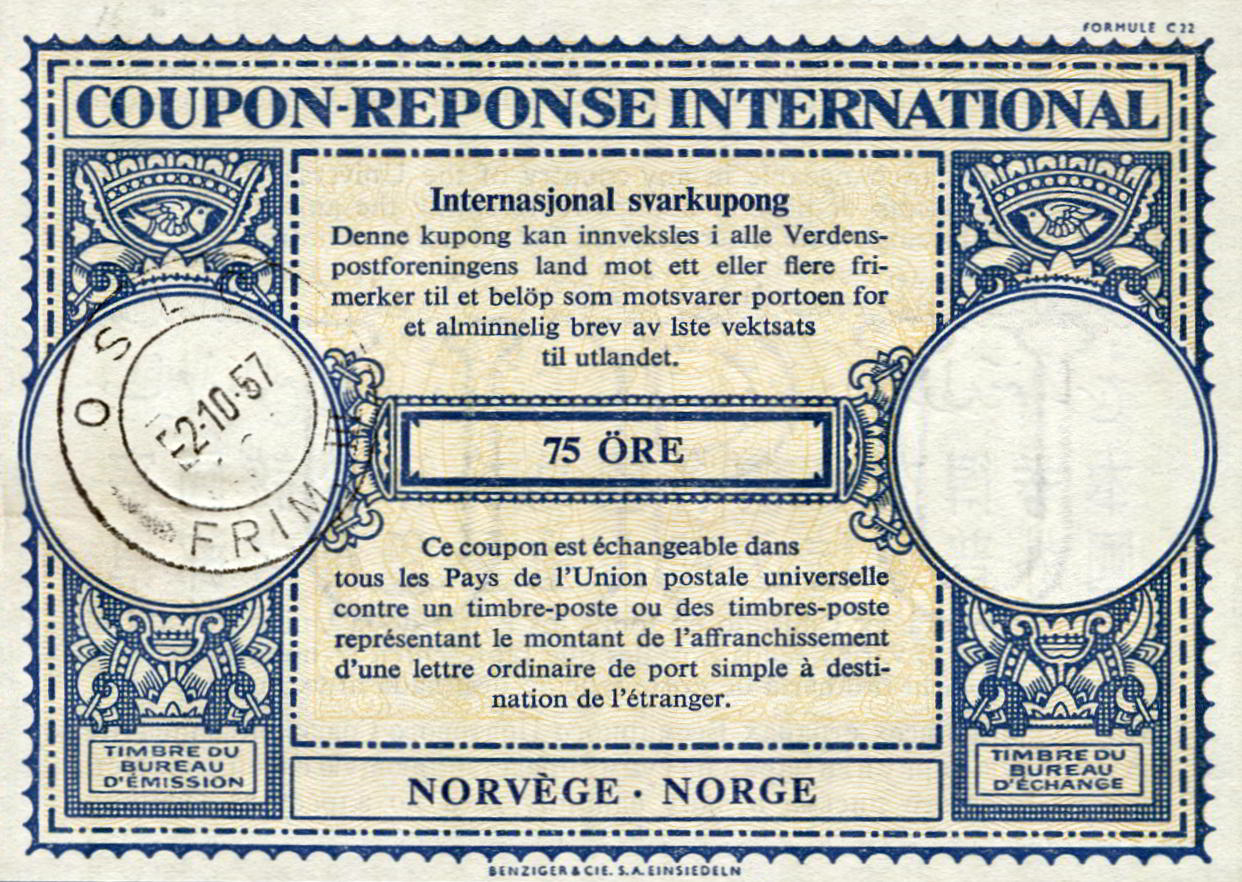 FORMULE C 22
COUPON-REPONSE INTERNATIONAL
Internasjonal svarkupong
Denne kupong kan innveksles i alle Verdens-
postforeningens land mot ett eller flere fri-
merker til et belöp som motsvarer portoen for
et alminnelig brev av 1ste vektsats
til utlandet.
OSLO
2·10·57
FRIM
75 ÖRE
Ce coupon est échangeable dans
tous les Pays de l'Union postale universelle
contre un timbre-poste ou des timbres-poste
représentant le montant de l'affranchissement
d'une lettre ordinaire de port simple à desti-
nation de l'étranger.
TIMBRE DU
BUREAU
D'ÉMISSION
NORVÈGE · NORGE
TIMBRE DU
BUREAU
D'ÉCHANGE
BENZIGER & CIE. S.A. EINSIEDELN